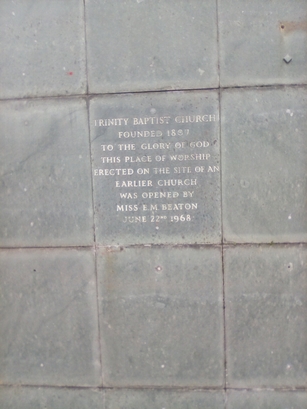 TRINITY BAPTIST CHURCH
FOUNDED 1887
TO THE GLORY OF GOD
THIS PLACE OF WORSHIP
ERECTED ON THE SITE OF AN
EARLIER CHURCH
WAS OPENED BY
MISS E.M. BEATON
JUNE 22ND 1968